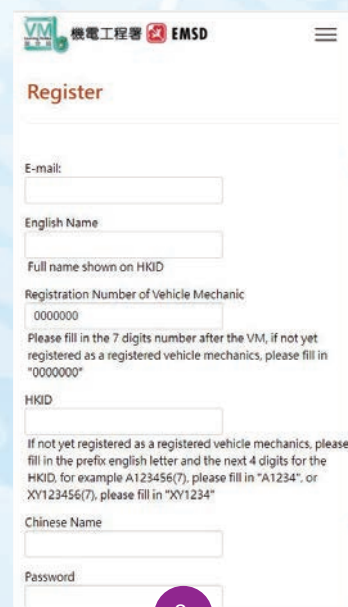 VM
機電工程署 EMSD
Register
E-mail:
English Name
Full name shown on HKID
Registration Number of Vehicle Mechanic
0000000
Please fill in the 7 digits number after the VM, if not yet
registered as a registered vehicle mechanics, please fill in
"0000000"
HKID
If not yet registered as a registered vehicle mechanics, please
fill in the prefix english letter and the next 4 digits for the
HKID, for example A123456(7), please fill in "A1234", or
XY123456(7), please fill in "XY1234"
Chinese Name
Password